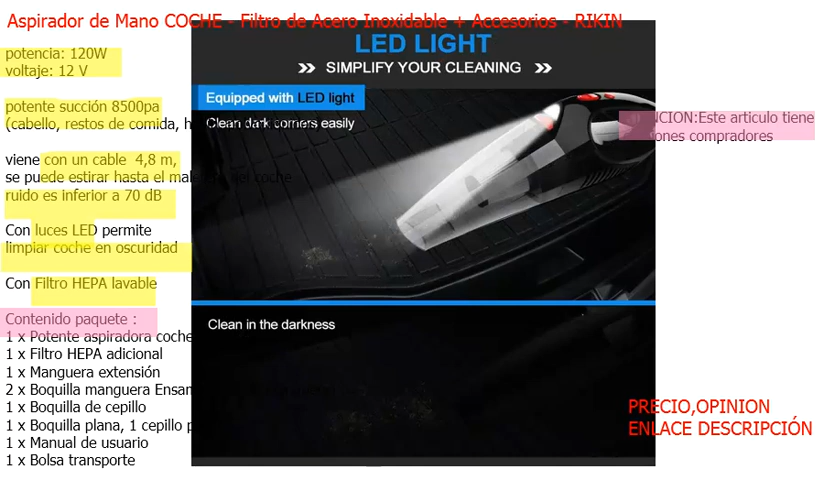 Aspirador de Mano COCHE - Filtro de Acero Inoxidable + Accesorios - RIKIN
LED LIGHT
SIMPLIFY YOUR CLEANING
Equipped with LED light
Clean dark corners easily
potencia: 120W
voltaje: 12 V
potente succión 8500pa
(cabello, restos de comida,
viene con un cable 4,8 m,
se puede estirar hasta el coche
ruido es inferior a 70 dB
Con luces LED permite
limpiar coche en oscuridad
Con Filtro HEPA lavable
Contenido paquete :
1 x Potente aspiradora coche
1 x Filtro HEPA adicional
1 x Manguera extensión
2 x Boquilla manguera
1 x Boquilla de cepillo
1 x Boquilla plana, 1 cepillo
1 x Manual de usuario
1 x Bolsa transporte
Clean in the darkness
:Este articulo tiene
compradores
PRECIO,OPINION
ENLACE DESCRIPCIÓN